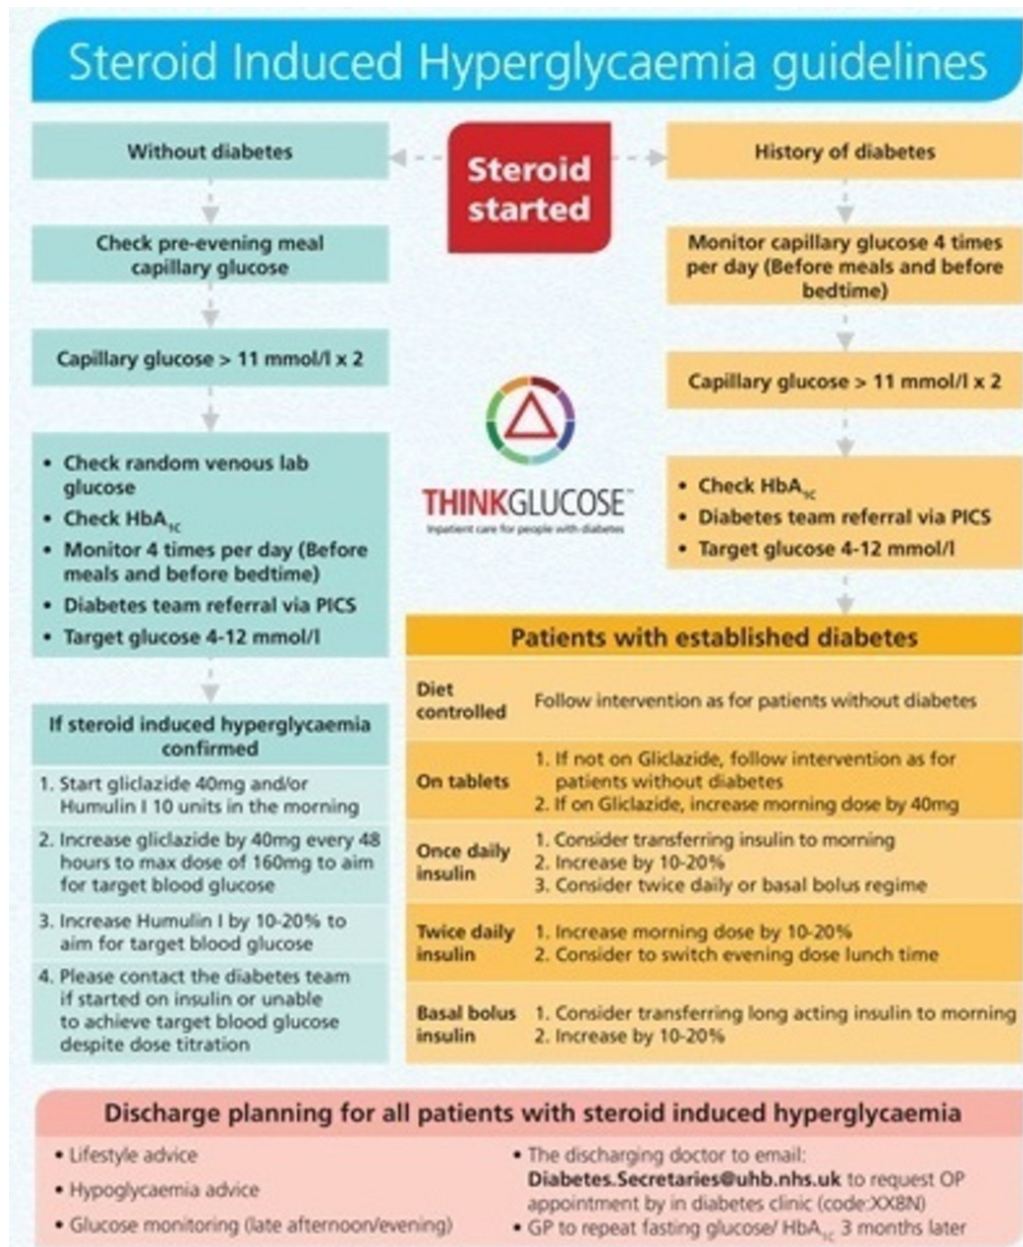 Steroid Induced Hyperglycaemia guidelines
Steroid
started
Without diabetes
Check pre-evening meal
capillary glucose
Capillary glucose > 11 mmol/l x 2
• Check random venous lab
glucose
• Check HbA1C
• Monitor 4 times per day (Before
meals and before bedtime)
• Diabetes team referral via PICS
• Target glucose 4-12 mmol/l
If steroid induced hyperglycaemia
confirmed
1. Start gliclazide 40mg and/or
Humulin I 10 units in the morning
2. Increase gliclazide by 40mg every 48
hours to max dose of 160mg to aim
for target blood glucose
3. Increase Humulin I by 10-20% to
aim for target blood glucose
4. Please contact the diabetes team
if started on insulin or unable
to achieve target blood glucose
despite dose titration
THINKGLUCOSE™
Inpatient care for people with diabetes
History of diabetes
Monitor capillary glucose 4 times
per day (Before meals and before
bedtime)
Capillary glucose > 11 mmol/l x 2
• Check HbA1C
• Diabetes team referral via PICS
• Target glucose 4-12 mmol/l
Patients with established diabetes
Diet
controlled
Follow intervention as for patients without diabetes
On tablets
1. If not on Gliclazide, follow intervention as for
patients without diabetes
2. If on Gliclazide, increase morning dose by 40mg
Once daily
insulin
1. Consider transferring insulin to morning
2. Increase by 10-20%
3. Consider twice daily or basal bolus regime
Twice daily
insulin
1. Increase morning dose by 10-20%
2. Consider to switch evening dose lunch time
Basal bolus
insulin
1. Consider transferring long acting insulin to morning
2. Increase by 10-20%
Discharge planning for all patients with steroid induced hyperglycaemia
• Lifestyle advice
• Hypoglycaemia advice
• Glucose monitoring (late afternoon/evening)
• The discharging doctor to email:
Diabetes.Secretaries@uhb.nhs.uk to request OP
appointment by in diabetes clinic (code:XX8N)
• GP to repeat fasting glucose/ HbA1C 3 months later